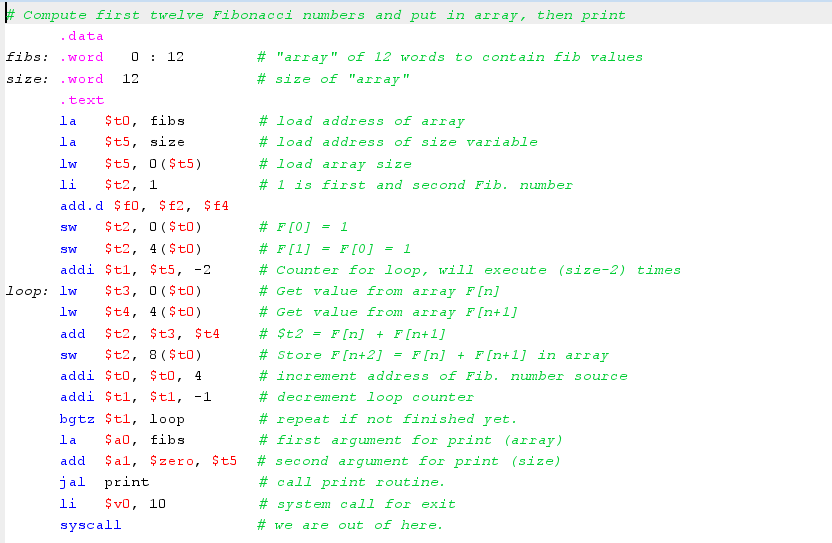 # Compute first twelve Fibonacci numbers and put in array, then print
      .data
fibs: .word   0 : 12        # "array" of 12 words to contain fib values
size: .word  12             # size of "array"
      .text
      la   $t0, fibs        # load address of array
      la   $t5, size        # load address of size variable
      lw   $t5, 0($t5)      # load array size
      li   $t2, 1           # 1 is first and second Fib. number
      add.d $f0, $f2, $f4
      sw   $t2, 0($t0)      # F[0] = 1
      sw   $t2, 4($t0)      # F[1] = F[0] = 1
      addi $t1, $t5, -2     # Counter for loop, will execute (size-2) times
loop: lw   $t3, 0($t0)      # Get value from array F[n]
      lw   $t4, 4($t0)      # Get value from array F[n+1]
      add  $t2, $t3, $t4    # $t2 = F[n] + F[n+1]
      sw   $t2, 8($t0)      # Store F[n+2] = F[n] + F[n+1] in array
      addi $t0, $t0, 4      # increment address of Fib. number source
      addi $t1, $t1, -1     # decrement loop counter
      bgtz $t1, loop        # repeat if not finished yet.
      la   $a0, fibs        # first argument for print (array)
      add  $a1, $zero, $t5  # second argument for print (size)
      jal  print            # call print routine.
      li   $v0, 10          # system call for exit
      syscall               # we are out of here.